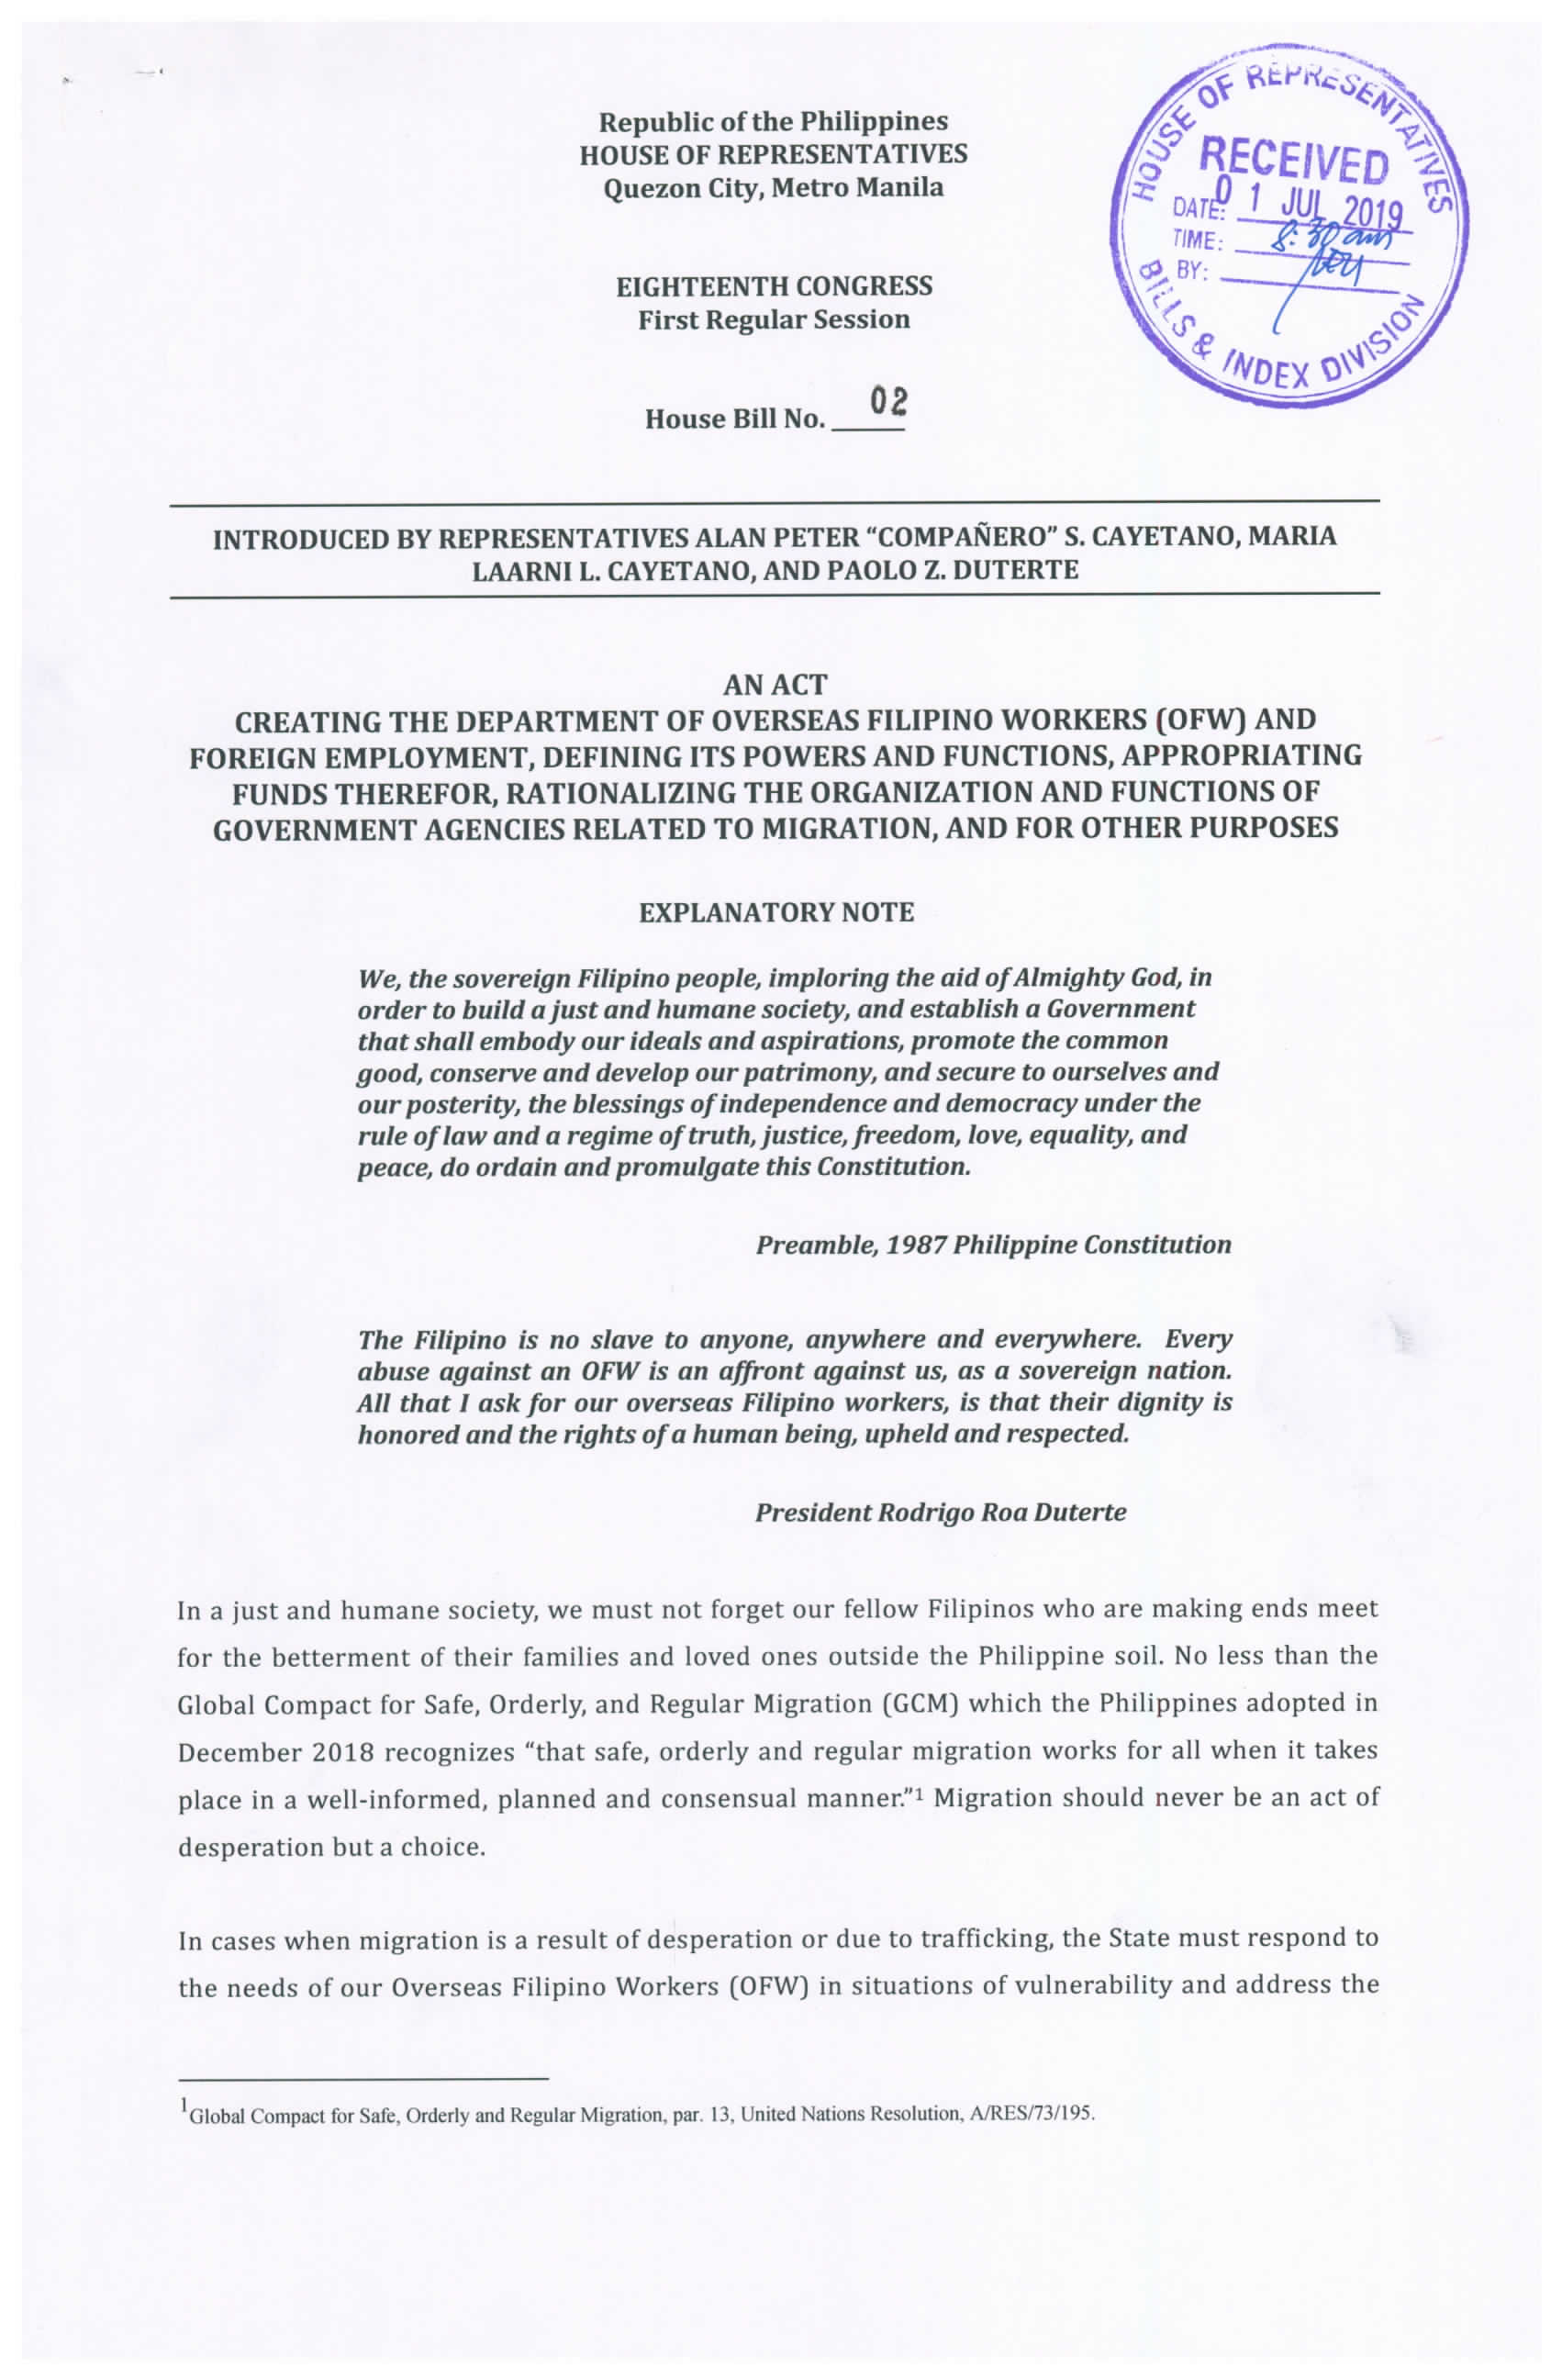 Republic of the Philippines
HOUSE OF REPRESENTATIVES
Quezon City, Metro Manila
HOUSE OF REPRESENTATIVES
RECEIVED
DATE: 01 JUL 2019
TIME: 8:30 am
BY:
BILLS & INDEX DIVISION
EIGHTEENTH CONGRESS
First Regular Session
House Bill No. 02
INTRODUCED BY REPRESENTATIVES ALAN PETER “COMPAÑERO” S. CAYETANO, MARIA
LAARNI L. CAYETANO, AND PAOLO Z. DUTERTE
AN ACT
CREATING THE DEPARTMENT OF OVERSEAS FILIPINO WORKERS (OFW) AND
FOREIGN EMPLOYMENT, DEFINING ITS POWERS AND FUNCTIONS, APPROPRIATING
FUNDS THEREFOR, RATIONALIZING THE ORGANIZATION AND FUNCTIONS OF
GOVERNMENT AGENCIES RELATED TO MIGRATION, AND FOR OTHER PURPOSES
EXPLANATORY NOTE
We, the sovereign Filipino people, imploring the aid of Almighty God, in
order to build a just and humane society, and establish a Government
that shall embody our ideals and aspirations, promote the common
good, conserve and develop our patrimony, and secure to ourselves and
our posterity, the blessings of independence and democracy under the
rule of law and a regime of truth, justice, freedom, love, equality, and
peace, do ordain and promulgate this Constitution.
Preamble, 1987 Philippine Constitution
The Filipino is no slave to anyone, anywhere and everywhere. Every
abuse against an OFW is an affront against us, as a sovereign nation.
All that I ask for our overseas Filipino workers, is that their dignity is
honored and the rights of a human being, upheld and respected.
President Rodrigo Roa Duterte
In a just and humane society, we must not forget our fellow Filipinos who are making ends meet
for the betterment of their families and loved ones outside the Philippine soil. No less than the
Global Compact for Safe, Orderly, and Regular Migration (GCM) which the Philippines adopted in
December 2018 recognizes “that safe, orderly and regular migration works for all when it takes
place in a well-informed, planned and consensual manner.”1 Migration should never be an act of
desperation but a choice.
In cases when migration is a result of desperation or due to trafficking, the State must respond to
the needs of our Overseas Filipino Workers (OFW) in situations of vulnerability and address the
1Global Compact for Safe, Orderly and Regular Migration, par. 13, United Nations Resolution, A/RES/73/195.